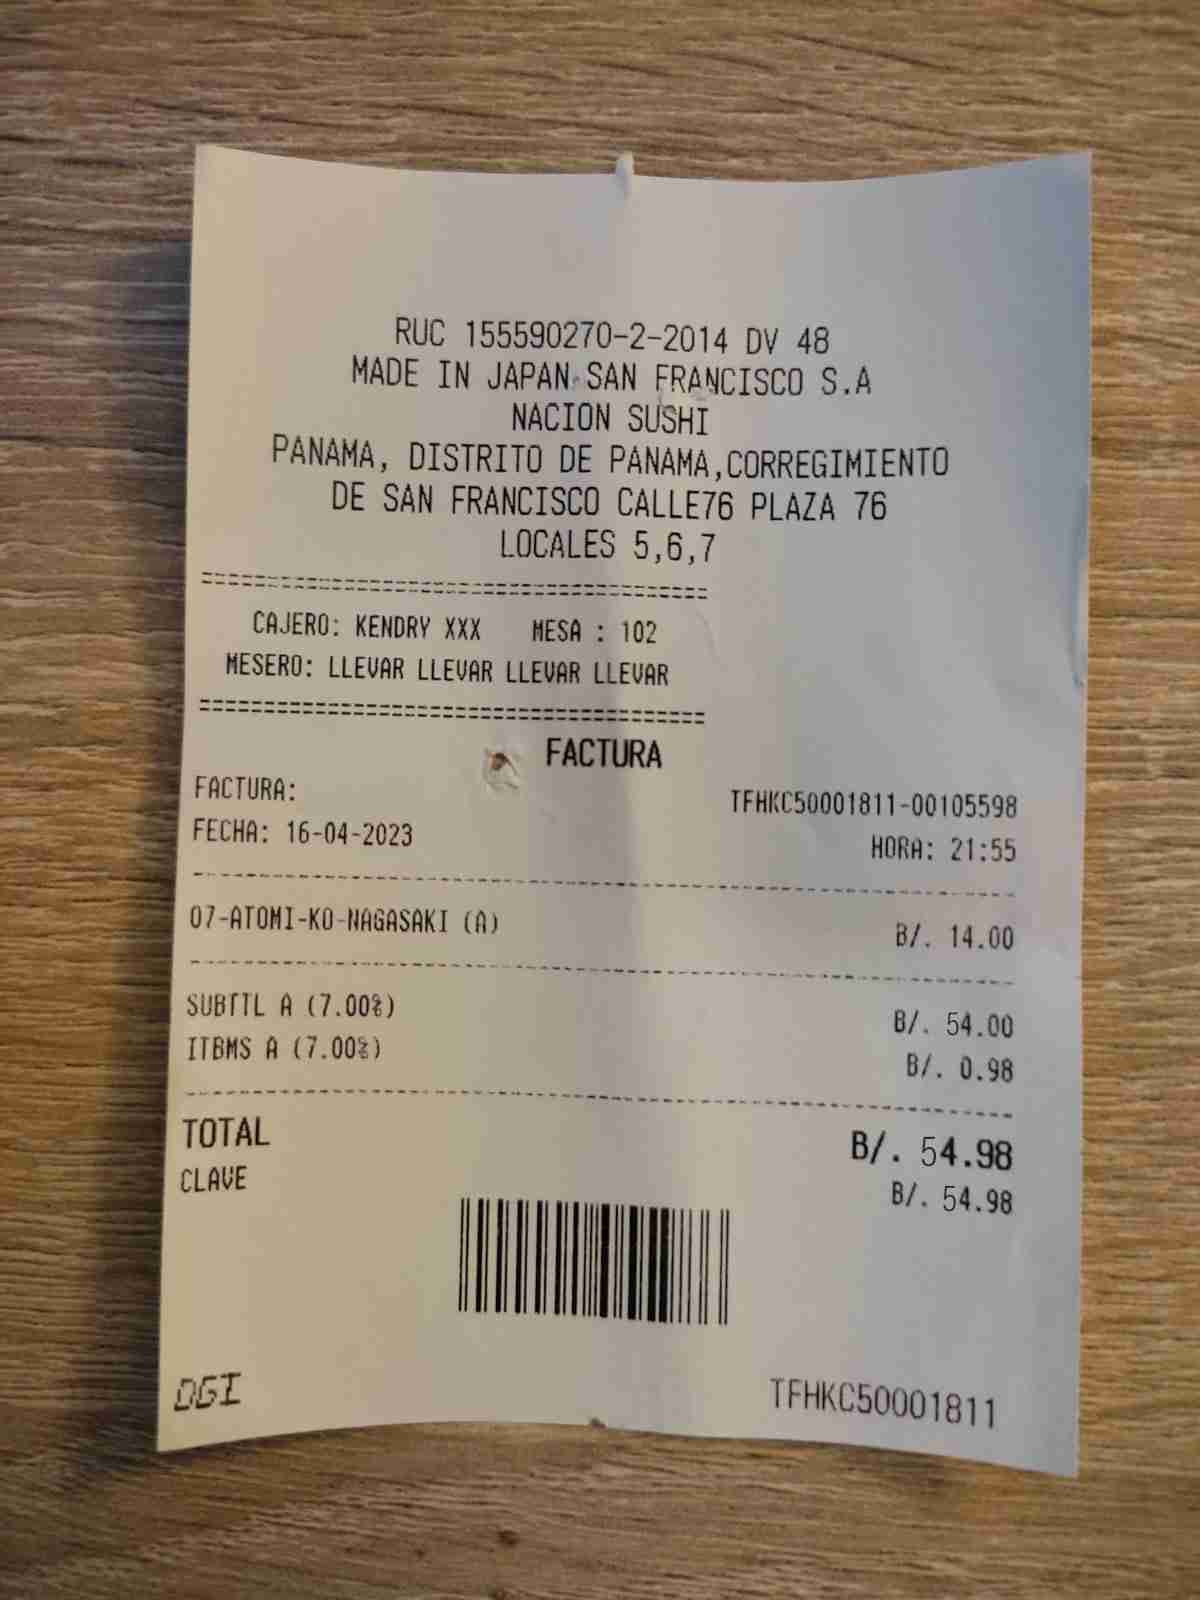 RUC 155590270-2-2014 DV 48
MADE IN JAPAN SAN FRANCISCO S.A
NACION SUSHI
PANAMA, DISTRITO DE PANAMA,CORREGIMIENTO
DE SAN FRANCISCO CALLE76 PLAZA 76
LOCALES 5,6,7
CAJERO: KENDRY XXX MESA : 102
MESERO: LLEVAR LLEVAR LLEVAR LLEVAR
FACTURA
FACTURA: TFHKC50001811-00105598
FECHA: 16-04-2023 HORA: 21:55
07-ATOMI-KO-NAGASAKI (A) B/. 14.00
SUBTTL A (7.00%) B/. 54.00
ITBMS A (7.00%) B/. 0.98
TOTAL B/. 54.98
CLAVE B/. 54.98
DGI TFHKC50001811